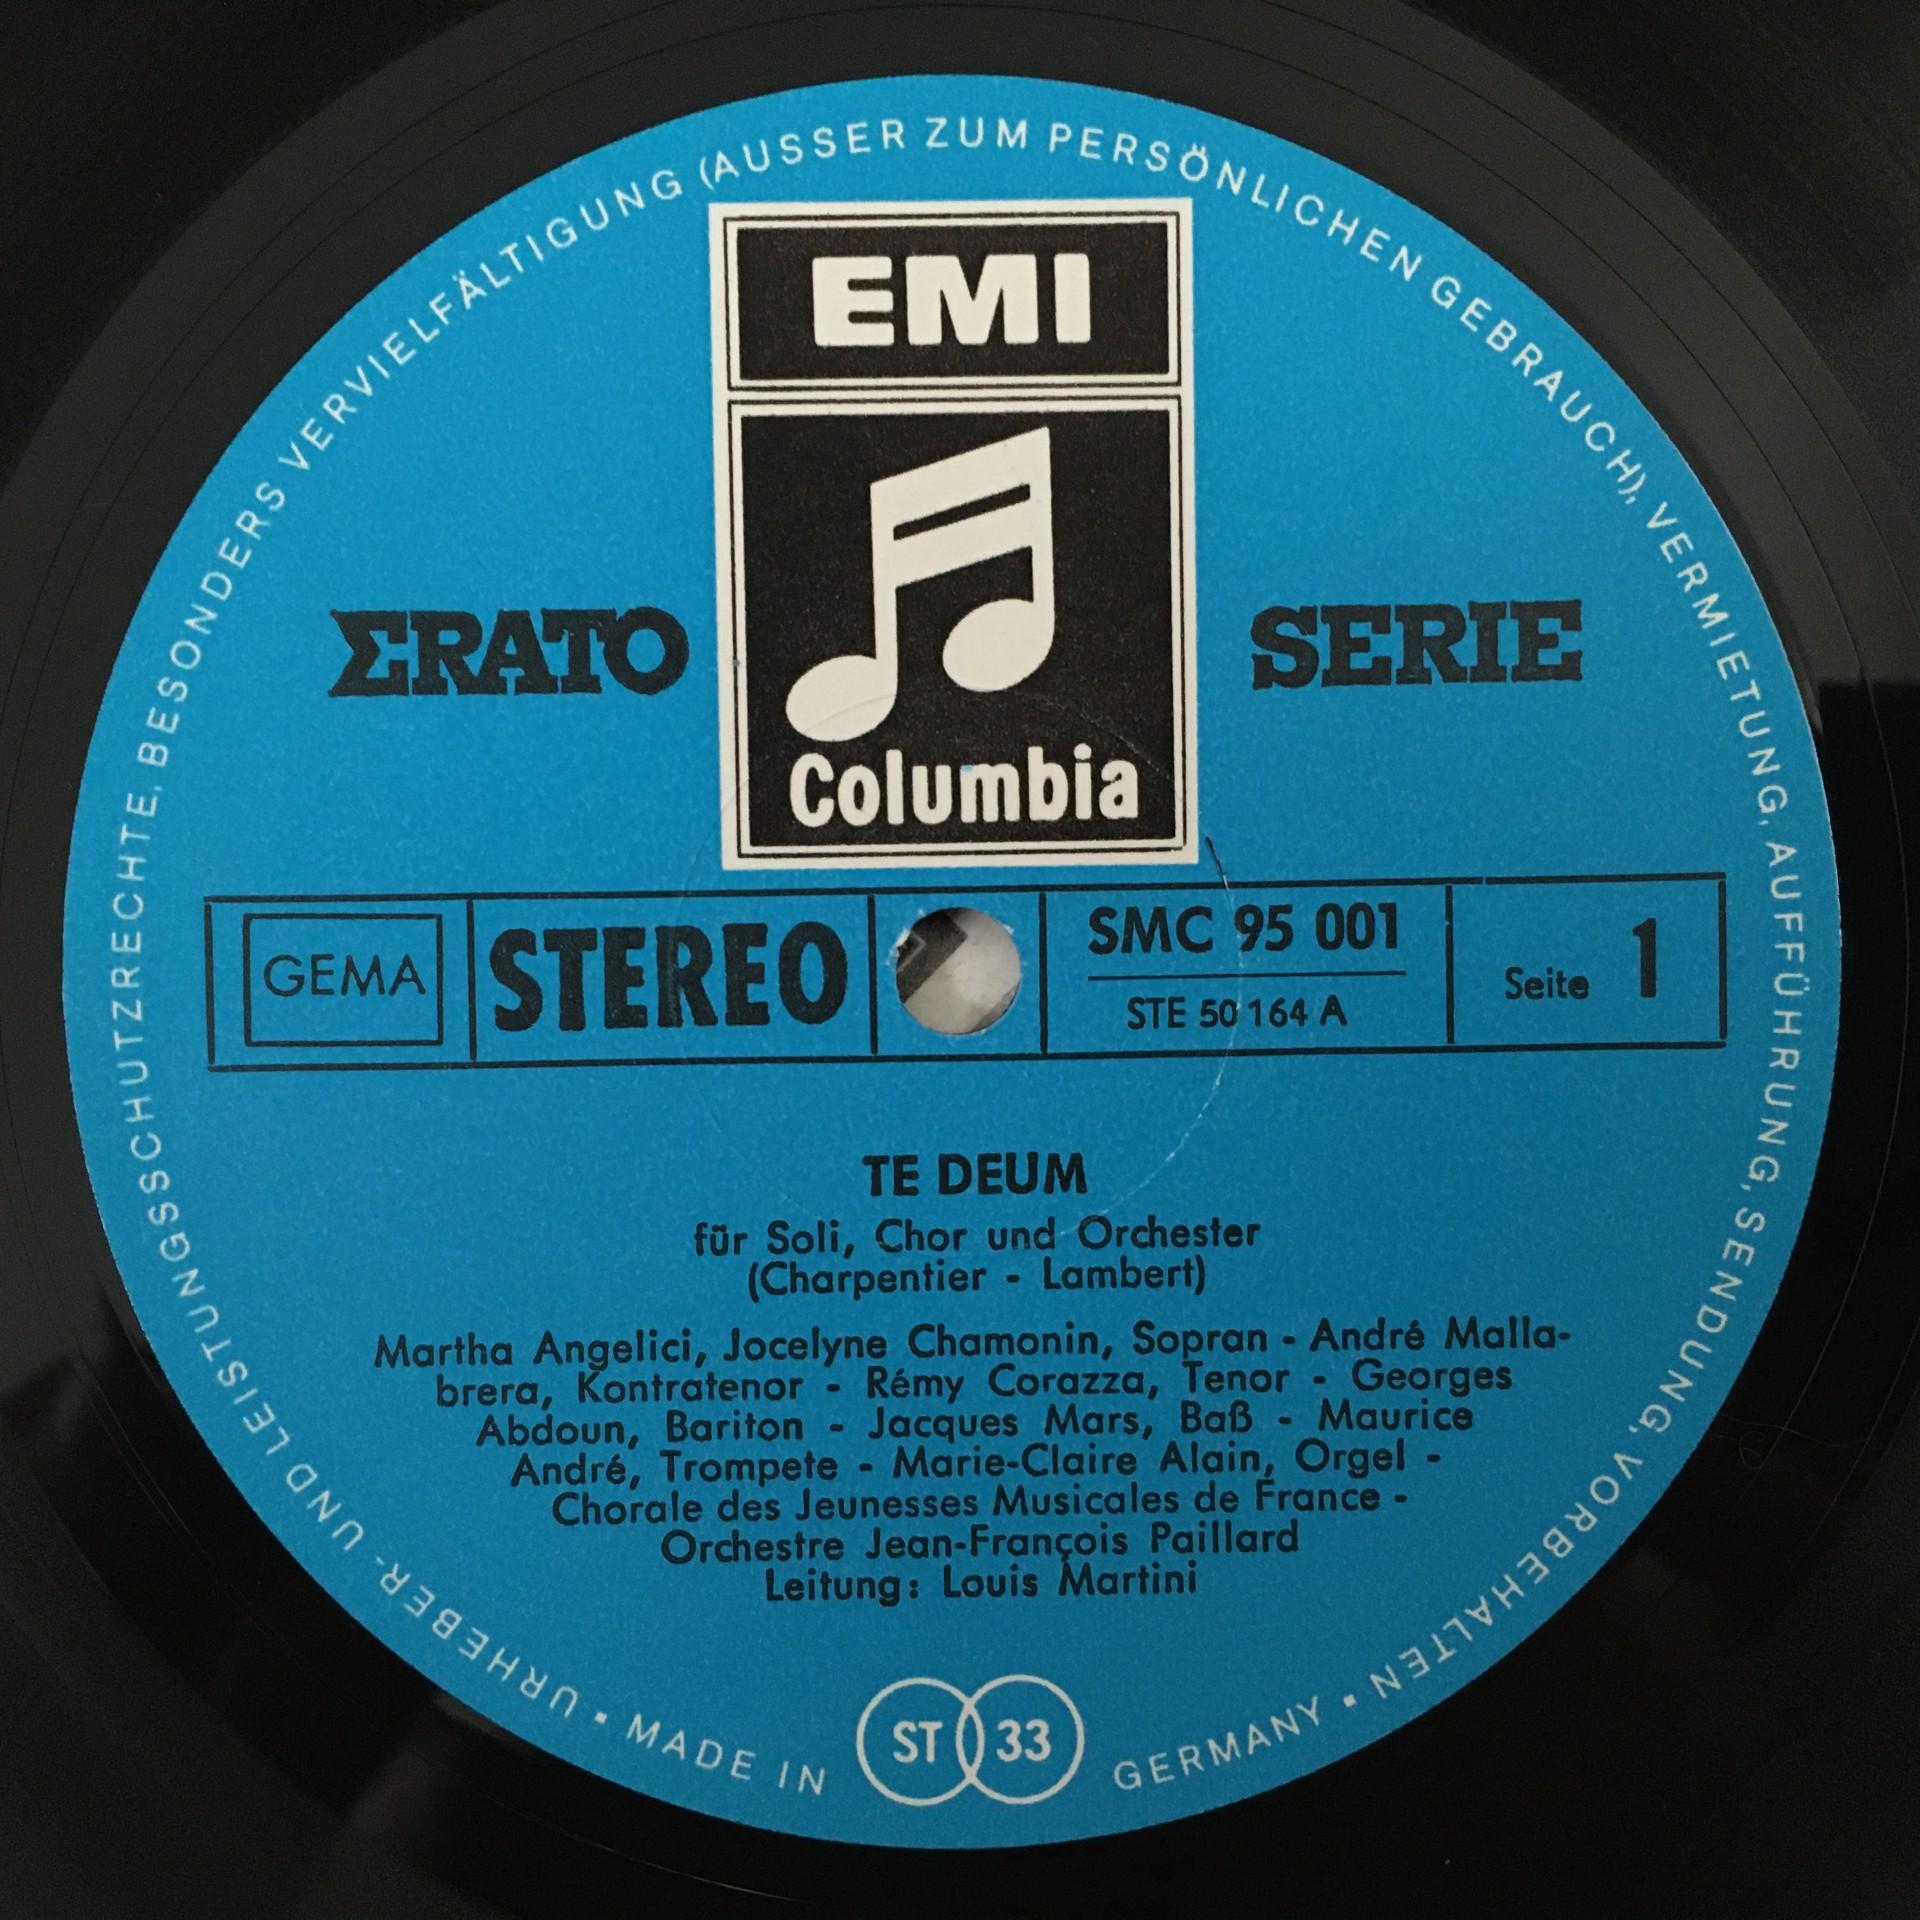 URHEBER- UND LEISTUNGSSCHUTZRECHTE, BESONDERS VERVIELFÄLTIGUNG (AUSSER ZUM PERSÖNLICHEN GEBRAUCH), VERMIETUNG, AUFFÜHRUNG, SENDUNG, VORBEHALTEN
EMI
ΣRATO
SERIE
Columbia
GEMA
STEREO
SMC 95 001
STE 50 164 A
Seite 1
TE DEUM
für Soli, Chor und Orchester
(Charpentier - Lambert)
Martha Angelici, Jocelyne Chamonin, Sopran - André Malla-
brera, Kontratenor - Rémy Corazza, Tenor - Georges
Abdoun, Bariton - Jacques Mars, Baß - Maurice
André, Trompete - Marie-Claire Alain, Orgel -
Chorale des Jeunesses Musicales de France -
Orchestre Jean-François Paillard
Leitung: Louis Martini
ST 33
• MADE IN GERMANY •